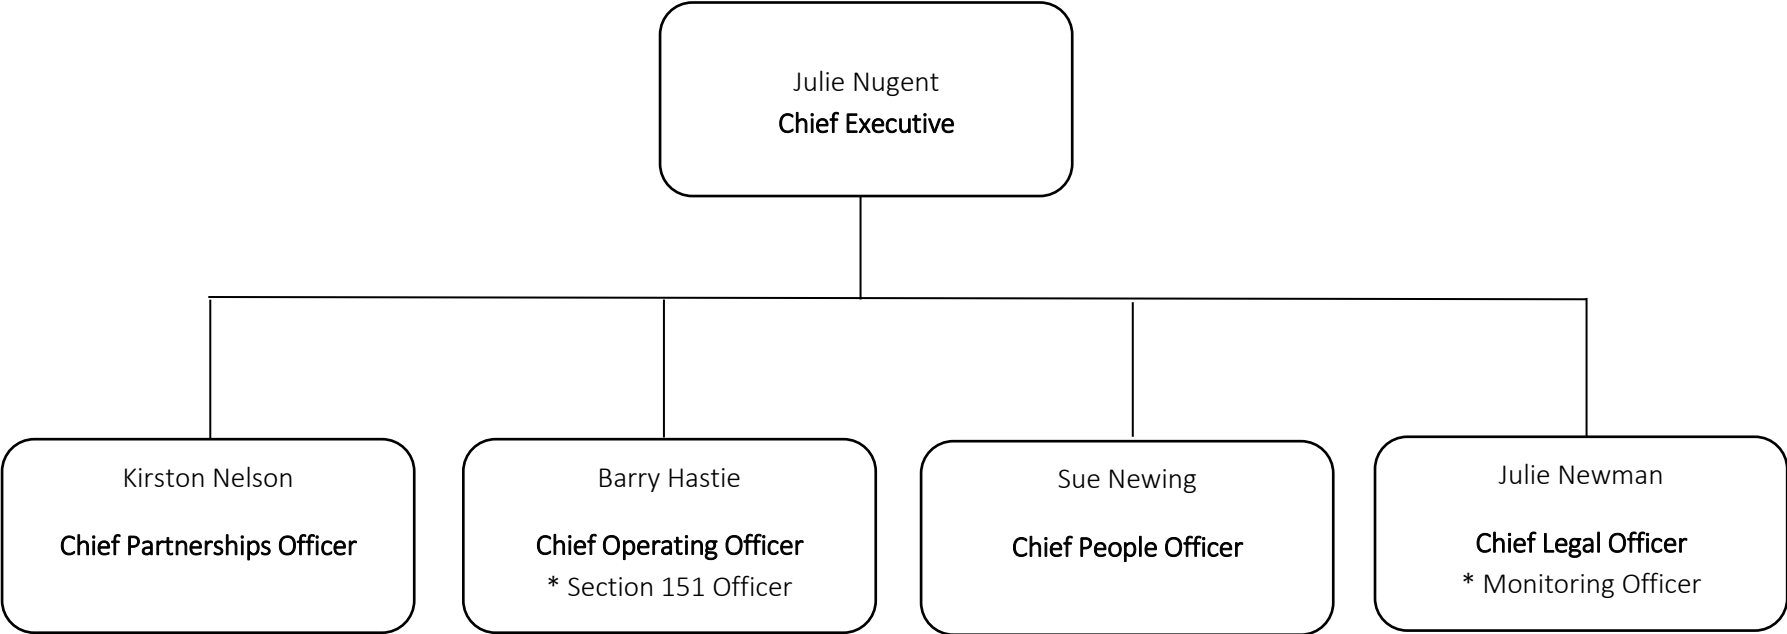 Julie Nugent
Chief Executive
Kirston Nelson
Chief Partnerships Officer
Barry Hastie
Chief Operating Officer
* Section 151 Officer
Sue Newing
Chief People Officer
Julie Newman
Chief Legal Officer
* Monitoring Officer